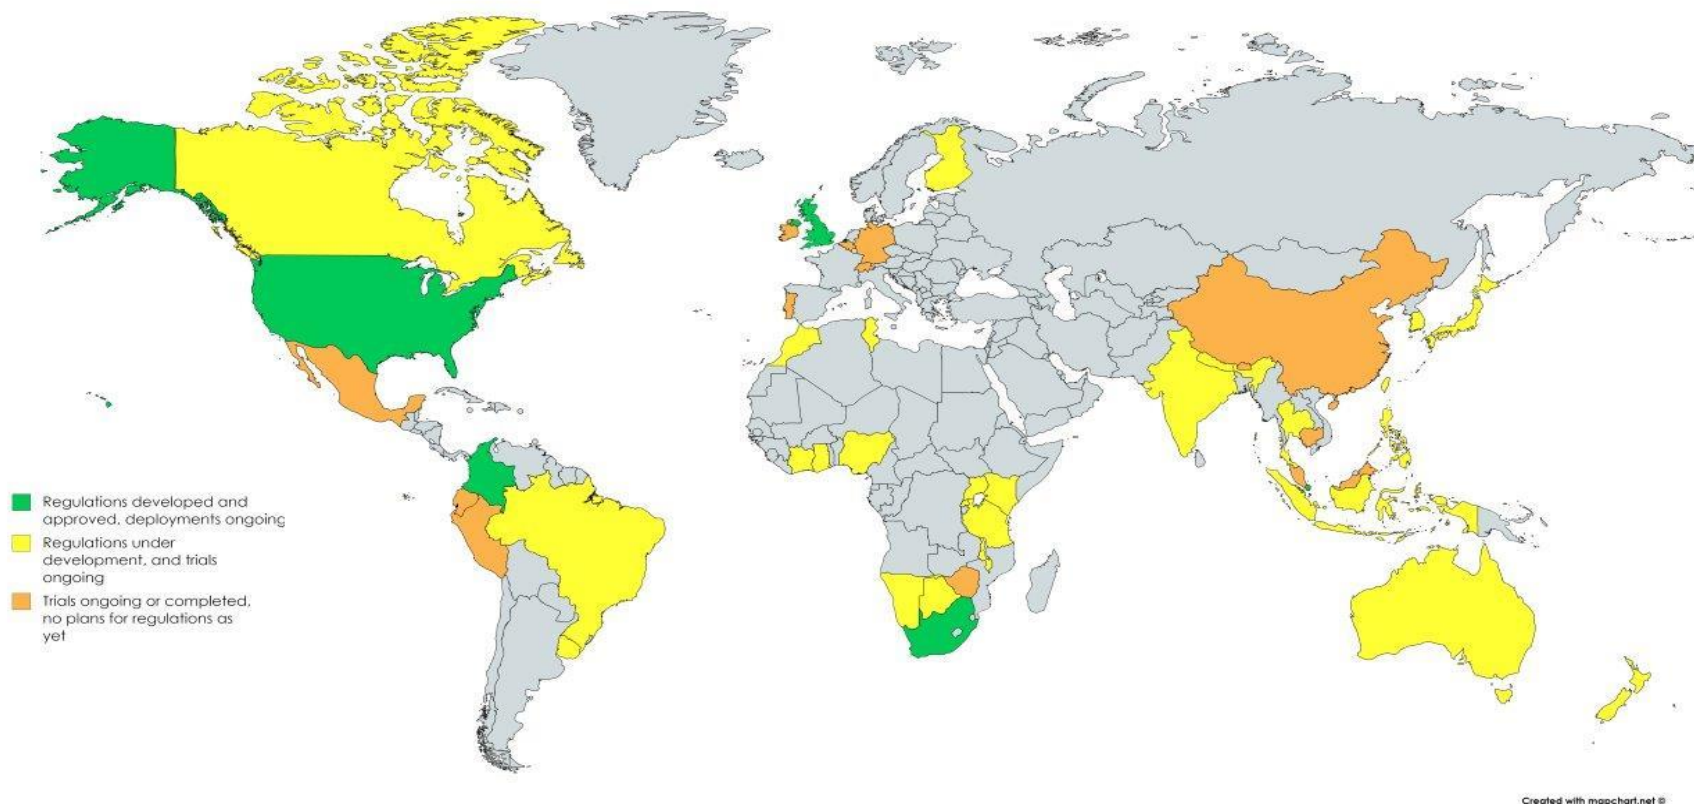 Regulations developed and
approved, deployments ongoing
Regulations under
development, and trials
ongoing
Trials ongoing or completed,
no plans for regulations as
yet
Created with mapchart.net ©